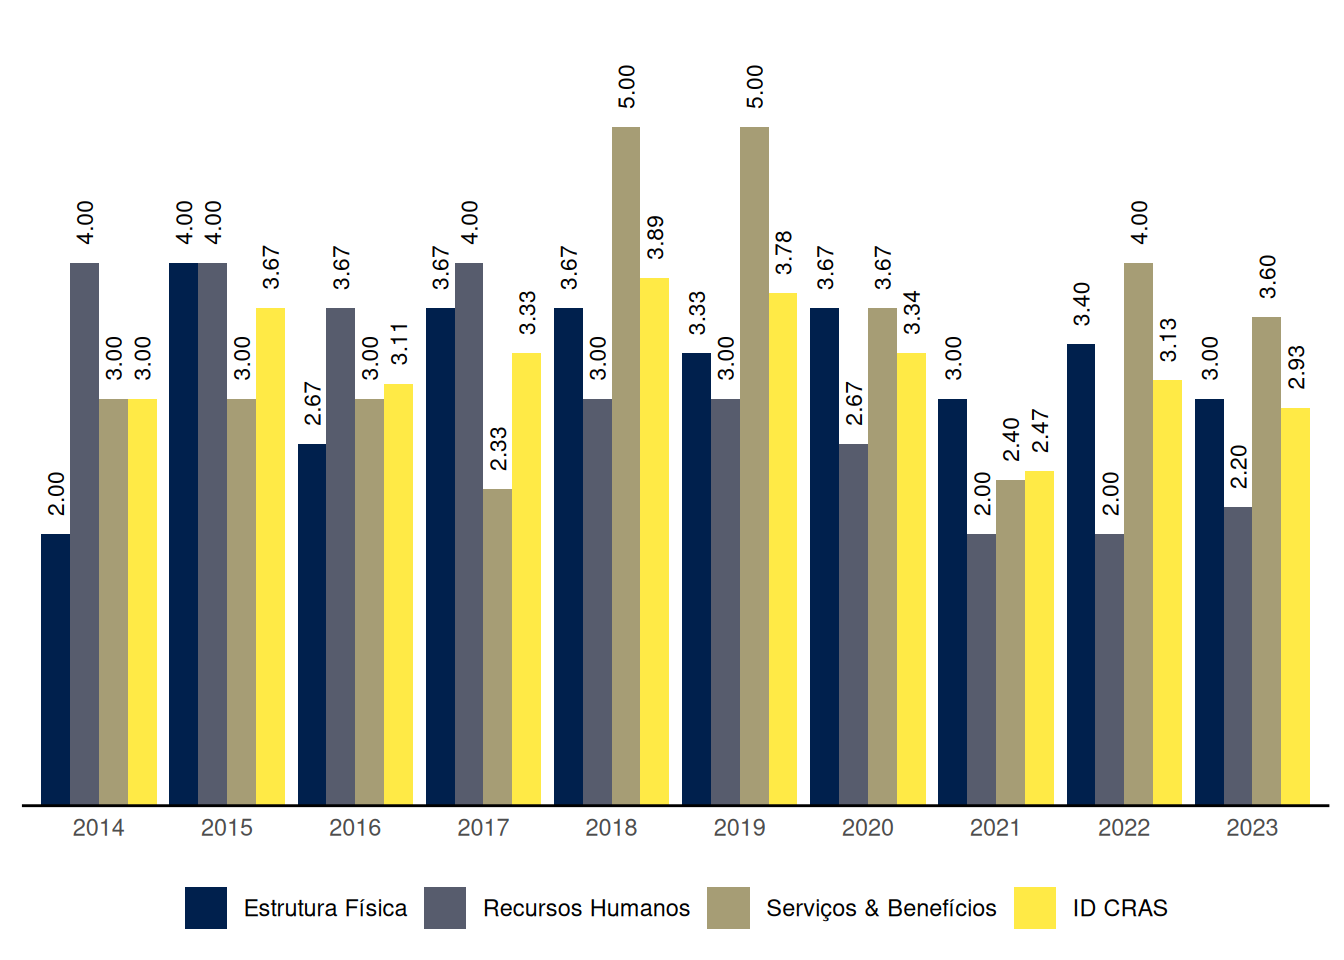 5.00 5.00
4.00 4.00 4.00 4.00 3.89 4.00
3.67 3.67 3.67 3.67 3.67 3.78 3.67 3.67 3.60
3.00 3.00 3.00 3.00 3.11 3.33 3.00 3.33 3.00 3.34 3.00 3.40 3.13 3.00 2.93
2.67 2.33 2.67 2.40 2.47 2.20
2.00 2.00 2.00
2014 2015 2016 2017 2018 2019 2020 2021 2022 2023
Estrutura Física Recursos Humanos Serviços & Benefícios ID CRAS